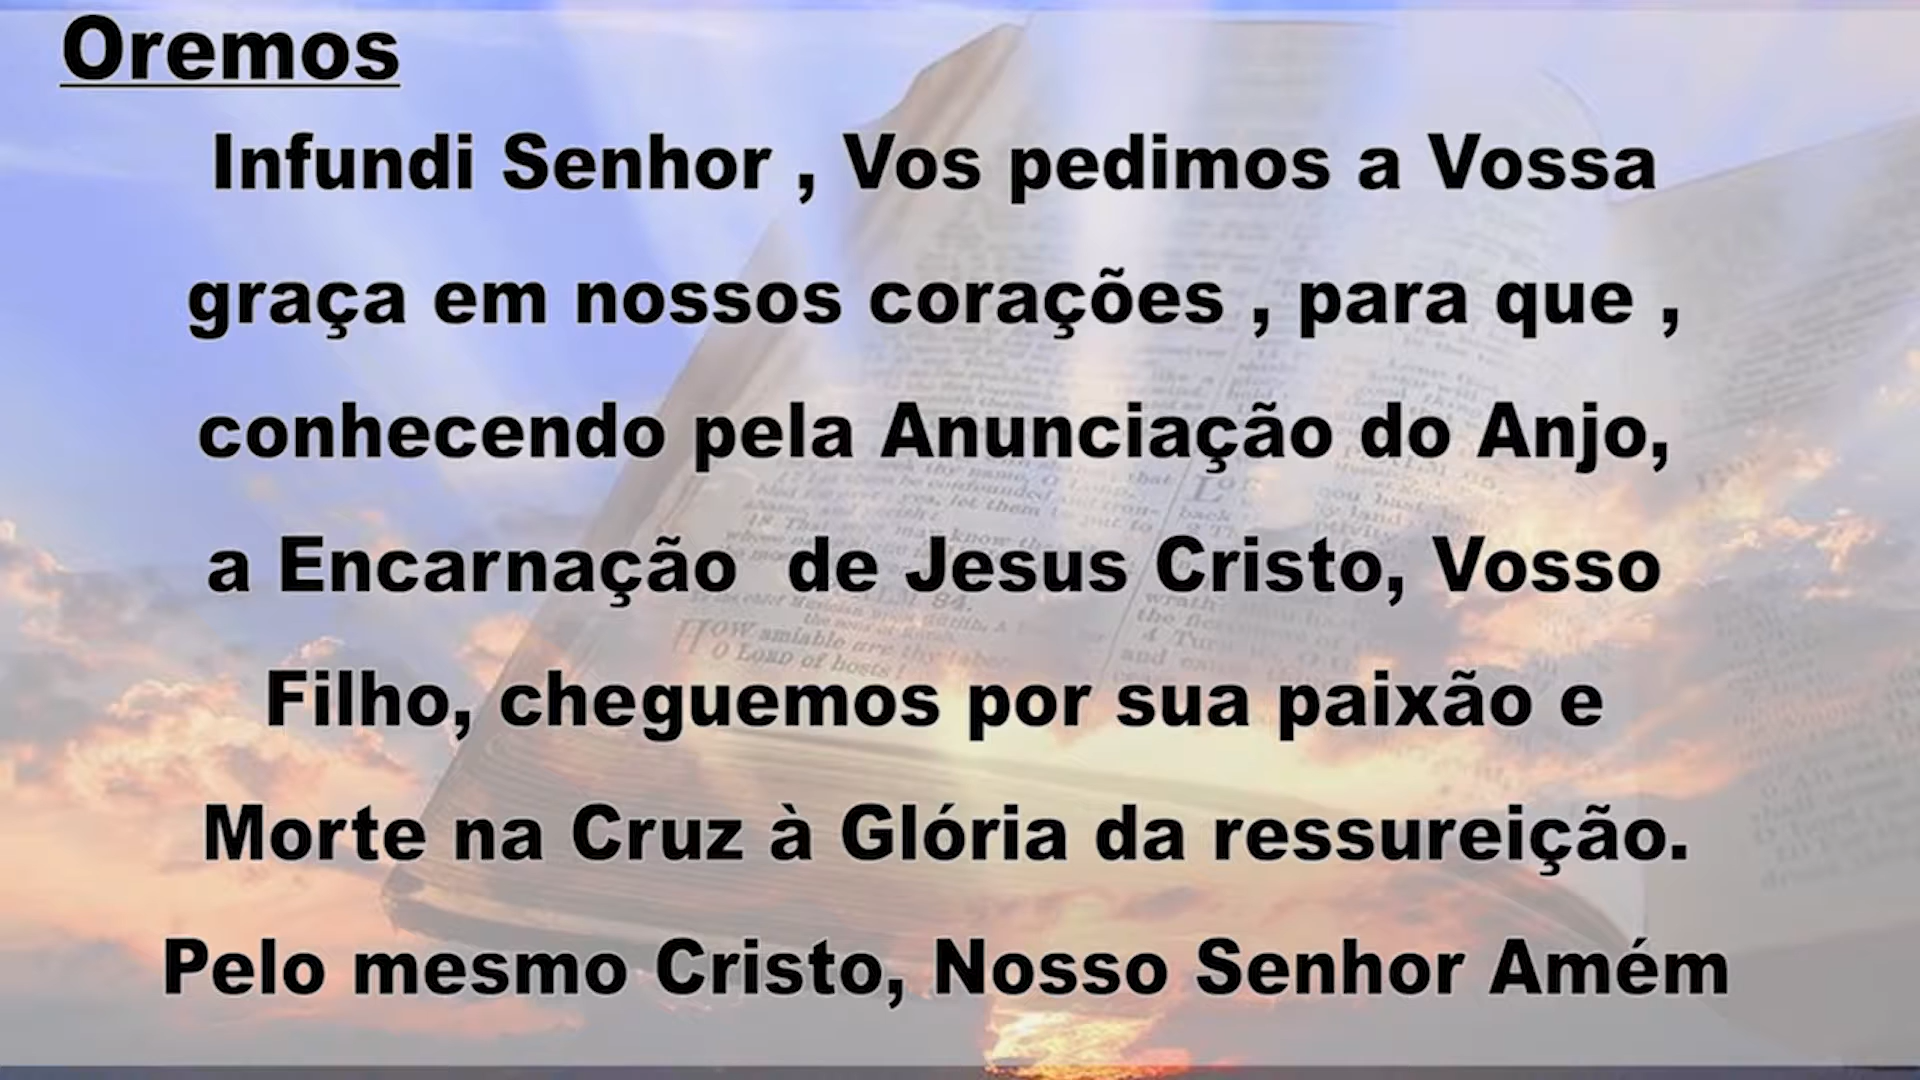 Oremos
Infundi Senhor , Vos pedimos a Vossa
graça em nossos corações , para que ,
conhecendo pela Anunciação do Anjo,
a Encarnação de Jesus Cristo, Vosso
Filho, cheguemos por sua paixão e
Morte na Cruz à Glória da ressureição.
Pelo mesmo Cristo, Nosso Senhor Amém